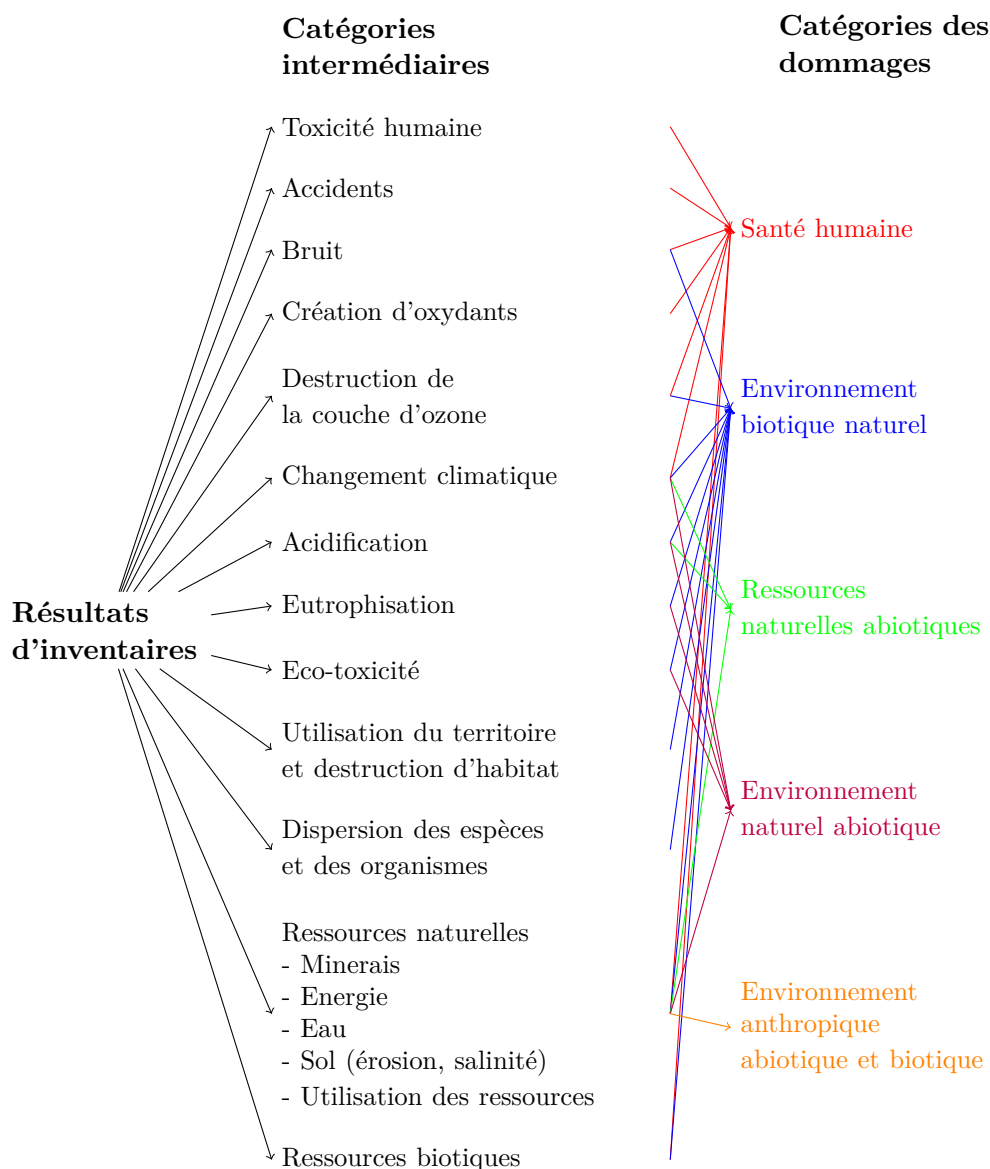 Catégories
intermédiaires
Catégories des
dommages
Toxicité humaine
Accidents
Bruit
Création d'oxydants
Destruction de
la couche d'ozone
Changement climatique
Acidification
Eutrophisation
Eco-toxicité
Utilisation du territoire
et destruction d'habitat
Dispersion des espèces
et des organismes
Ressources naturelles
- Minerais
- Energie
- Eau
- Sol (érosion, salinité)
- Utilisation des ressources
Ressources biotiques
Résultats
d'inventaires
Santé humaine
Environnement
biotique naturel
Ressources
naturelles abiotiques
Environnement
naturel abiotique
Environnement
anthropique
abiotique et biotique